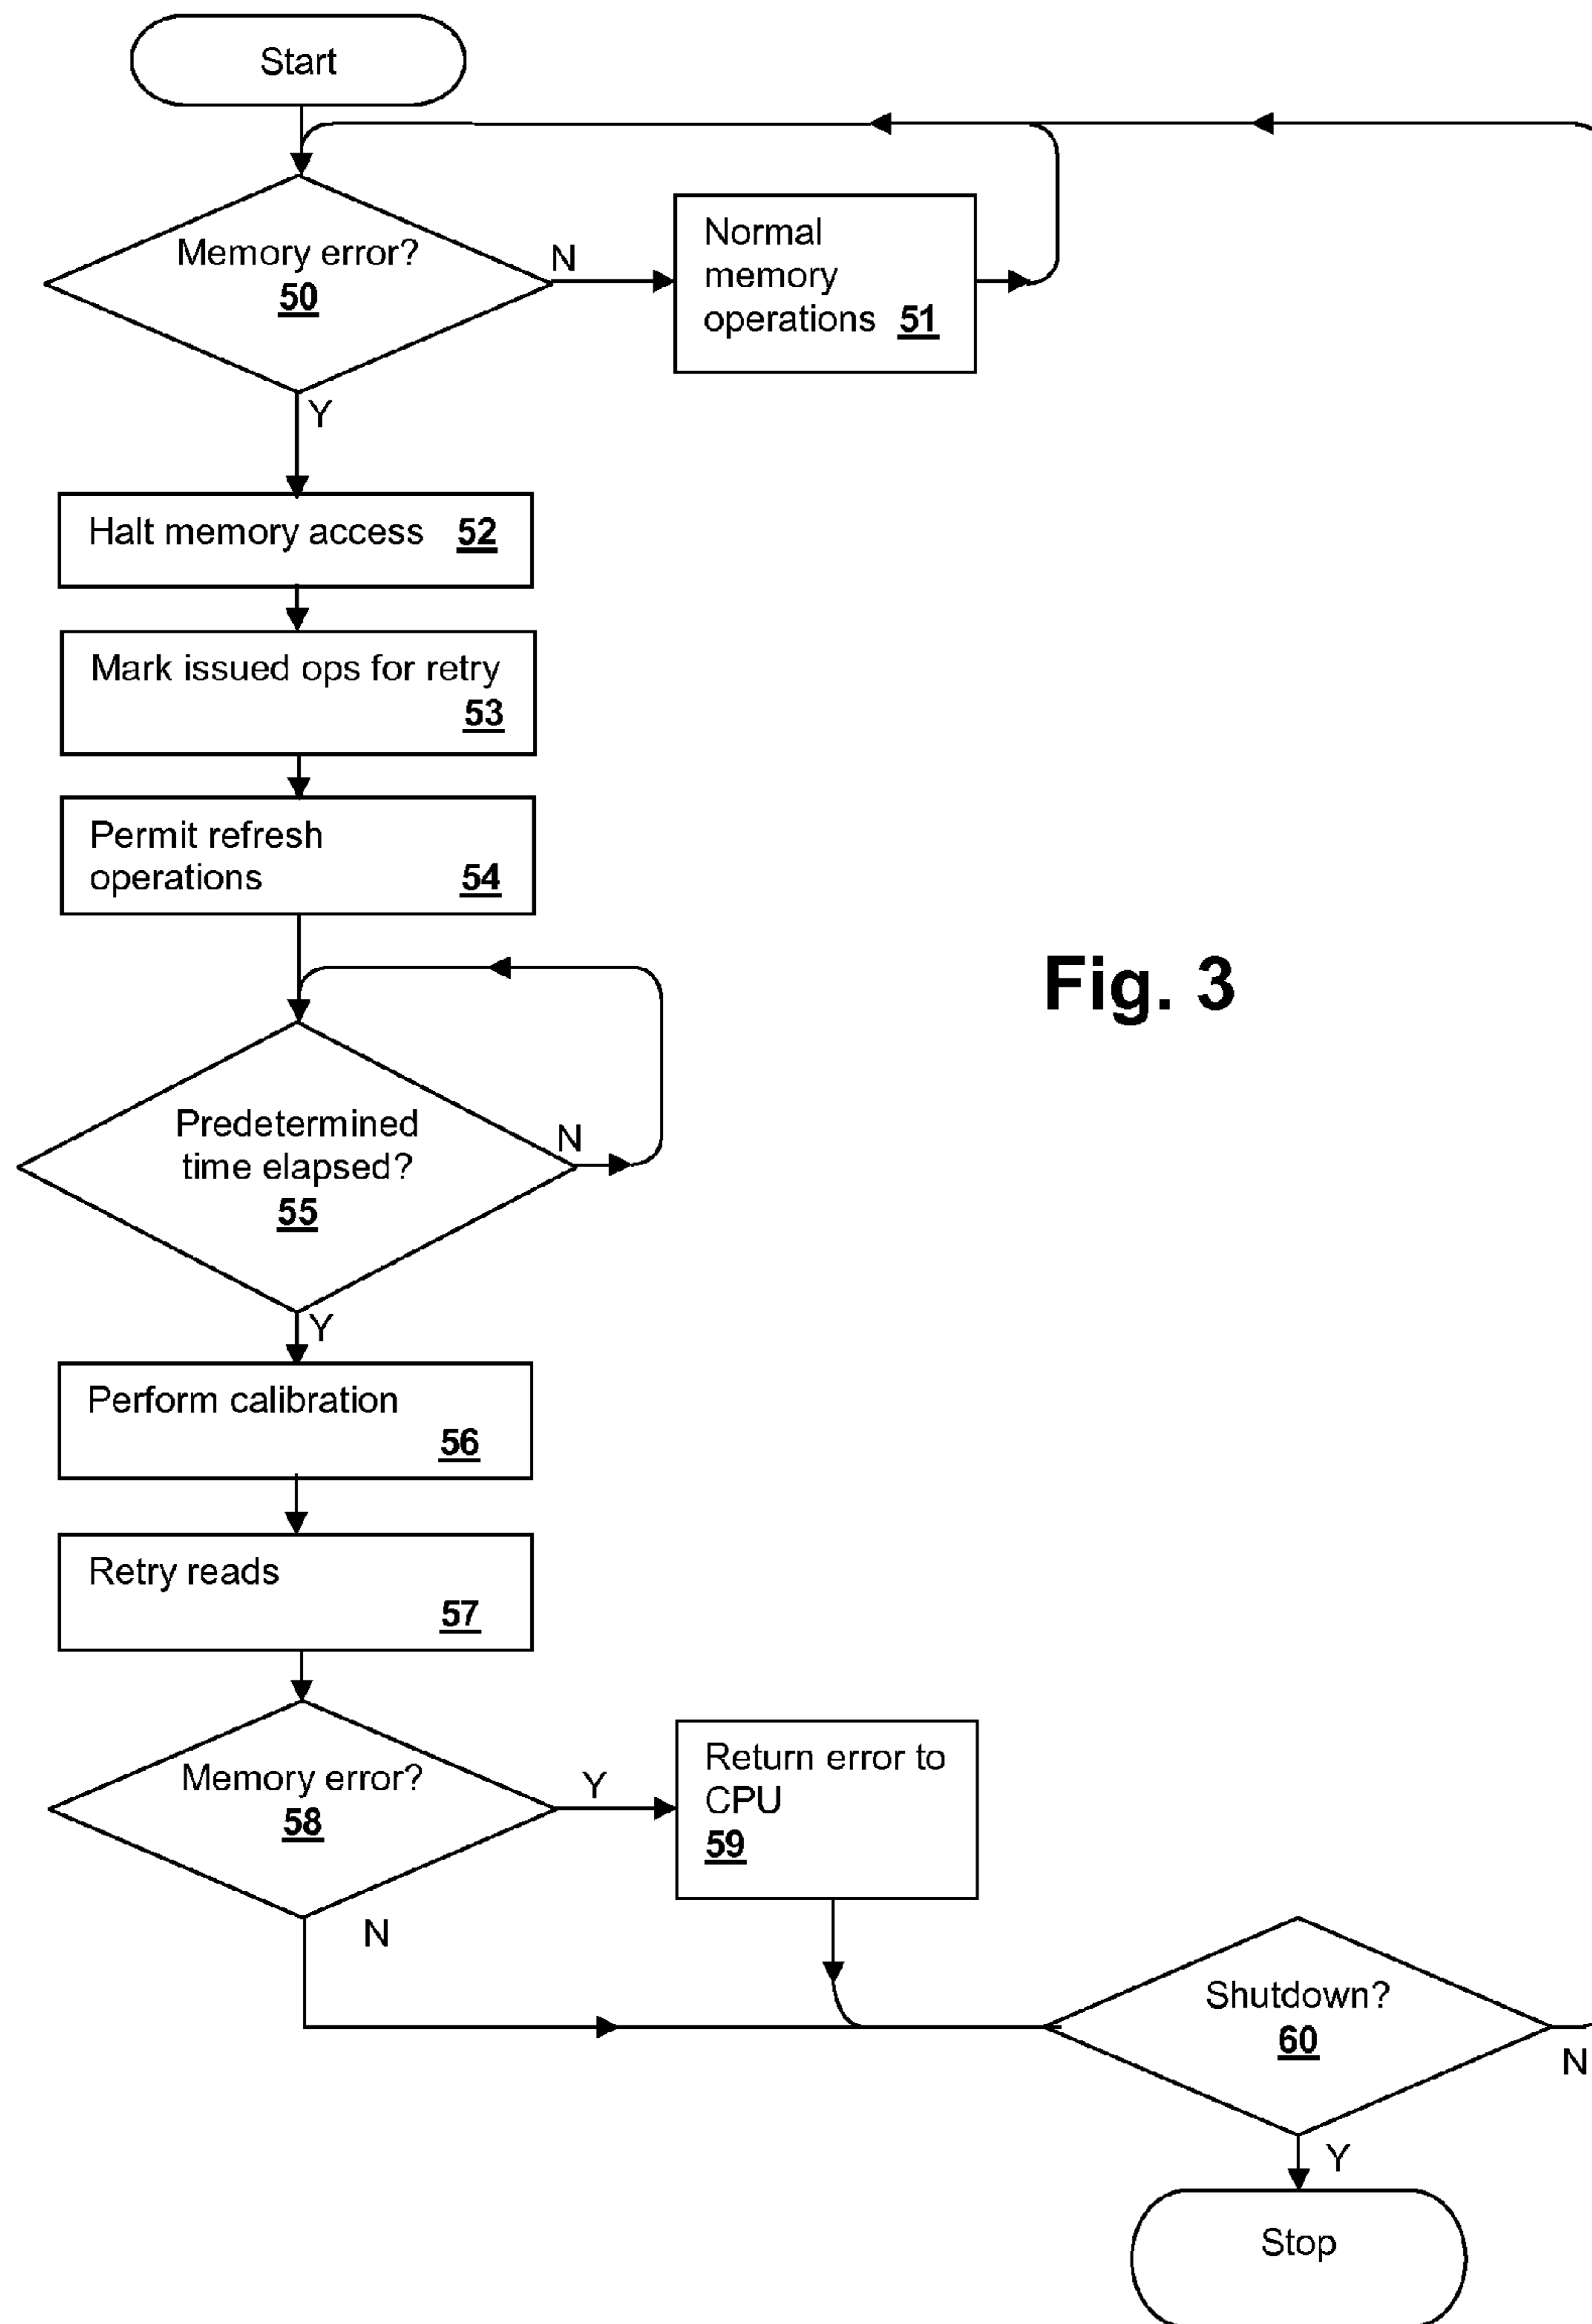 Start
Memory error?
50
N
Normal
memory
operations 51
Y
Halt memory access 52
Mark issued ops for retry
53
Permit refresh
operations 54
Fig. 3
Predetermined
time elapsed?
55
N
Y
Perform calibration
56
Retry reads
57
Memory error?
58
Y
Return error to
CPU
59
N
Shutdown?
60
N
Y
Stop